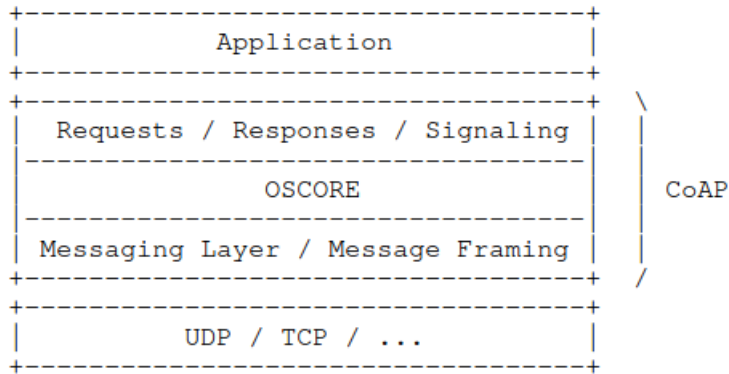 Application
Requests / Responses / Signaling
OSCORE
CoAP
Messaging Layer / Message Framing
UDP / TCP / ...